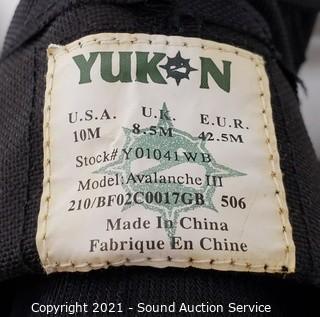 YUKON
U.S.A. U.K. E.U.R.
10M 8.5M 42.5M
Stock# Y01041WB
Model: Avalanche III
210/BF02C0017GB 506
Made In China
Fabrique En Chine
Copyright 2021 - Sound Auction Service